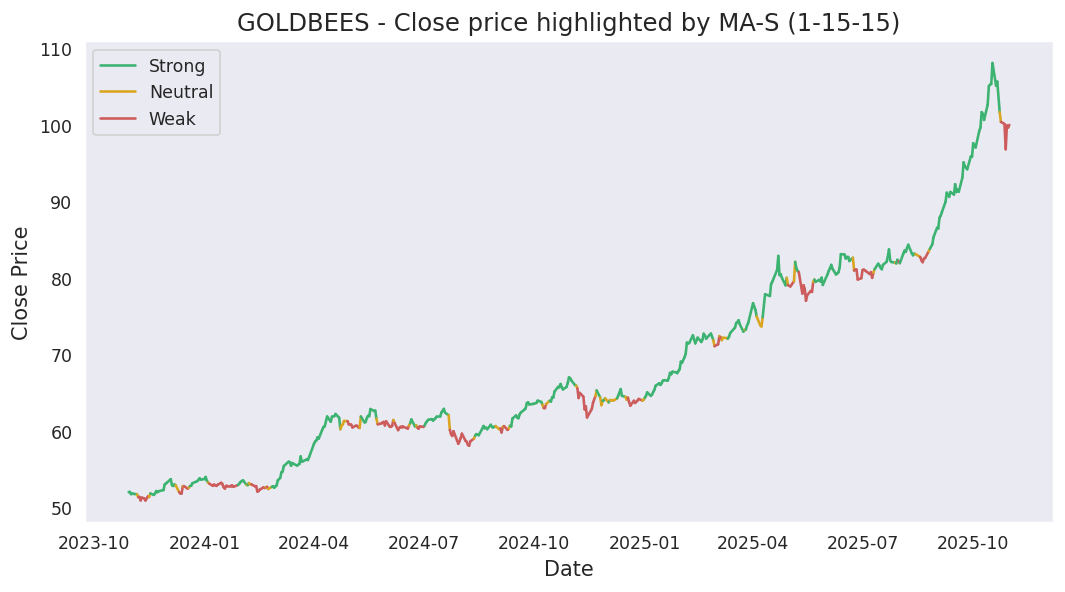 GOLDBEES - Close price highlighted by MA-S (1-15-15)
Strong
Neutral
Weak
Close Price
110
100
90
80
70
60
50
2023-10 2024-01 2024-04 2024-07 2024-10 2025-01 2025-04 2025-07 2025-10
Date